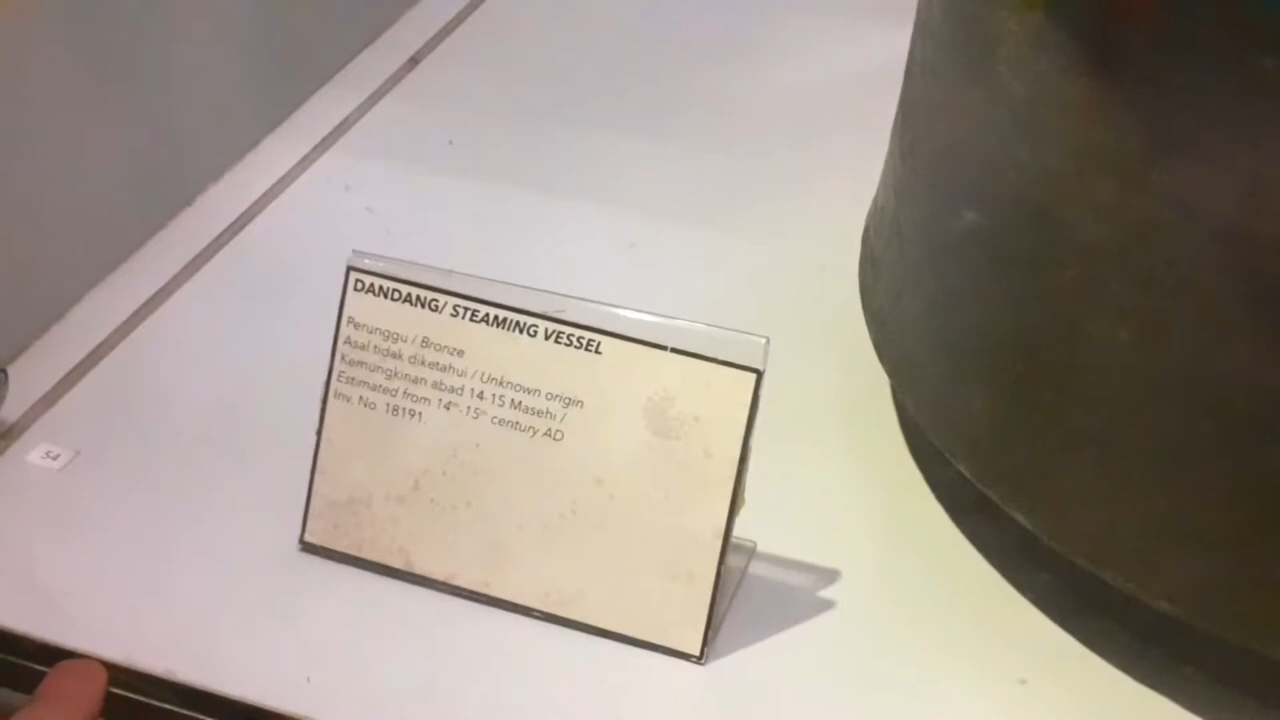 DANDANG/ STEAMING VESSEL
Perunggu / Bronze
Asal tidak diketahui / Unknown origin
Kemungkinan abad 14-15 Masehi /
Estimated from 14th-15th century AD
Inv. No. 18191.
54